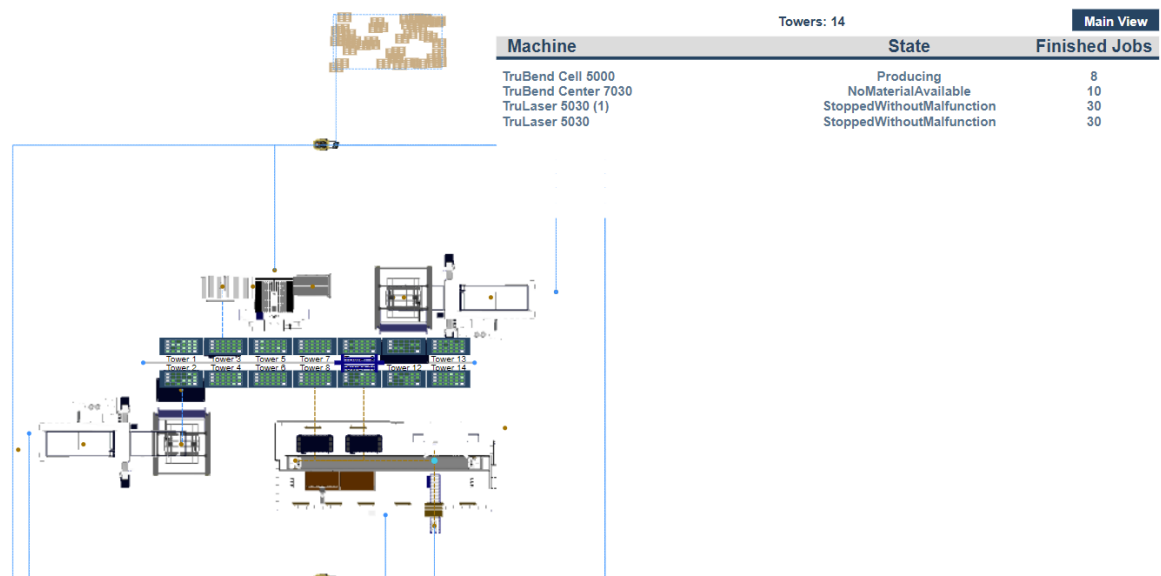 Towers: 14
Main View
Machine State Finished Jobs
TruBend Cell 5000 Producing 8
TruBend Center 7030 NoMaterialAvailable 10
TruLaser 5030 (1) StoppedWithoutMalfunction 30
TruLaser 5030 StoppedWithoutMalfunction 30
Tower 1 Tower 3 Tower 5 Tower 7 Tower 13
Tower 2 Tower 4 Tower 6 Tower 8 Tower 12 Tower 14